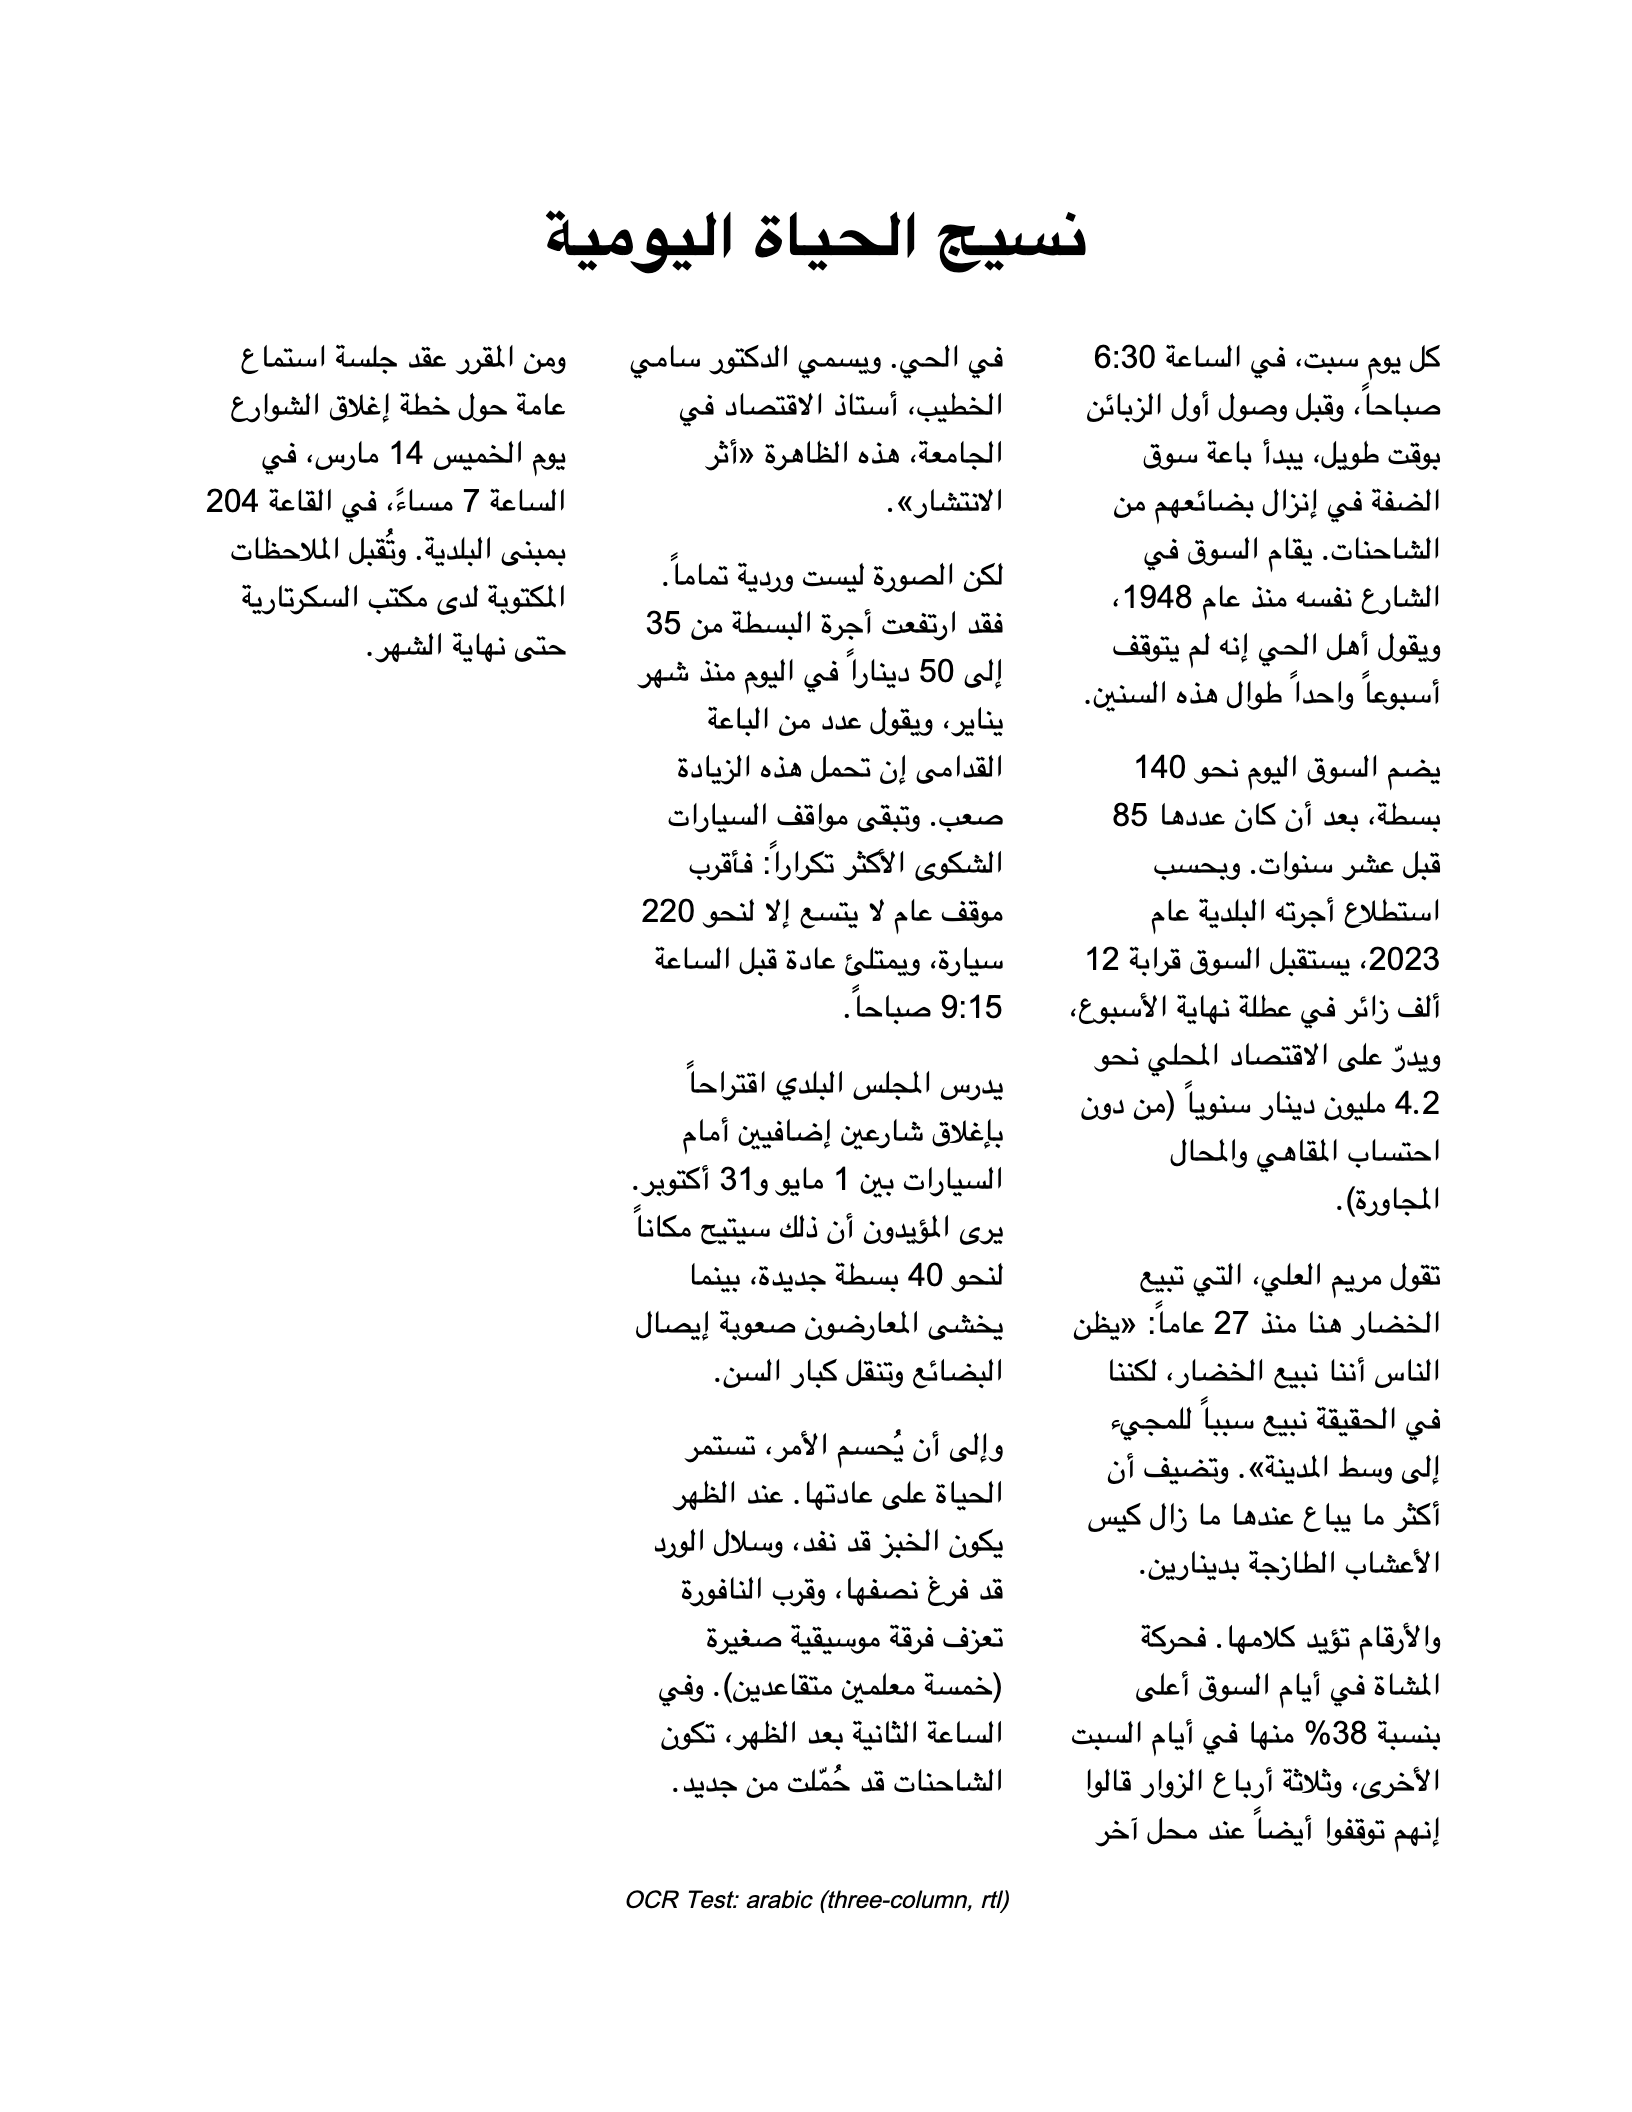 نسيج الحياة اليومية
كل يوم سبت، في الساعة 6:30
صباحاً، وقبل وصول أول الزبائن
بوقت طويل، يبدأ باعة سوق
الضفة في إنزال بضائعهم من
الشاحنات. يقام السوق في
الشارع نفسه منذ عام 1948،
ويقول أهل الحي إنه لم يتوقف
أسبوعاً واحداً طوال هذه السنين.
يضم السوق اليوم نحو 140
بسطة، بعد أن كان عددها 85
قبل عشر سنوات. وبحسب
استطلاع أجرته البلدية عام
2023، يستقبل السوق قرابة 12
ألف زائر في عطلة نهاية الأسبوع،
ويدرّ على الاقتصاد المحلي نحو
4.2 مليون دينار سنوياً (من دون
احتساب المقاهي والمحال
المجاورة).
تقول مريم العلي، التي تبيع
الخضار هنا منذ 27 عاماً: «يظن
الناس أننا نبيع الخضار، لكننا
في الحقيقة نبيع سبباً للمجيء
إلى وسط المدينة». وتضيف أن
أكثر ما يباع عندها ما زال كيس
الأعشاب الطازجة بدينارين.
والأرقام تؤيد كلامها. فحركة
المشاة في أيام السوق أعلى
بنسبة 38% منها في أيام السبت
الأخرى، وثلاثة أرباع الزوار قالوا
إنهم توقفوا أيضاً عند محل آخر
في الحي. ويسمي الدكتور سامي
الخطيب، أستاذ الاقتصاد في
الجامعة، هذه الظاهرة «أثر
الانتشار».
لكن الصورة ليست وردية تماماً.
فقد ارتفعت أجرة البسطة من 35
إلى 50 ديناراً في اليوم منذ شهر
يناير، ويقول عدد من الباعة
القدامى إن تحمل هذه الزيادة
صعب. وتبقى مواقف السيارات
الشكوى الأكثر تكراراً: فأقرب
موقف عام لا يتسع إلا لنحو 220
سيارة، ويمتلئ عادة قبل الساعة
9:15 صباحاً.
يدرس المجلس البلدي اقتراحاً
بإغلاق شارعين إضافيين أمام
السيارات بين 1 مايو و31 أكتوبر.
يرى المؤيدون أن ذلك سيتيح مكاناً
لنحو 40 بسطة جديدة، بينما
يخشى المعارضون صعوبة إيصال
البضائع وتنقل كبار السن.
وإلى أن يُحسم الأمر، تستمر
الحياة على عادتها. عند الظهر
يكون الخبز قد نفد، وسلال الورد
قد فرغ نصفها، وقرب النافورة
تعزف فرقة موسيقية صغيرة
(خمسة معلمين متقاعدين). وفي
الساعة الثانية بعد الظهر، تكون
الشاحنات قد حُمّلت من جديد.
ومن المقرر عقد جلسة استماع
عامة حول خطة إغلاق الشوارع
يوم الخميس 14 مارس، في
الساعة 7 مساءً، في القاعة 204
بمبنى البلدية. وتُقبل الملاحظات
المكتوبة لدى مكتب السكرتارية
حتى نهاية الشهر.
OCR Test: arabic (three-column, rtl)